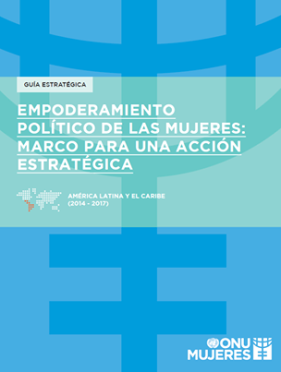 GUÍA ESTRATÉGICA
EMPODERAMIENTO
POLÍTICO DE LAS MUJERES:
MARCO PARA UNA ACCIÓN
ESTRATÉGICA
AMÉRICA LATINA Y EL CARIBE
(2014 - 2017)
ONU
MUJERES